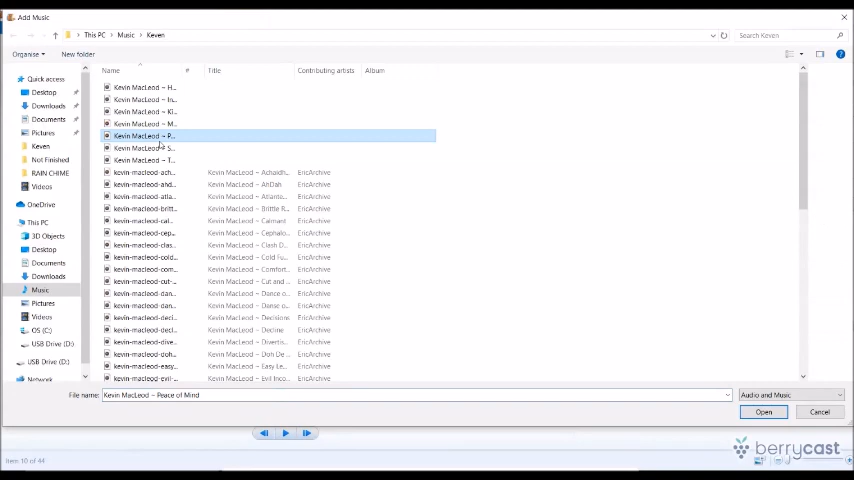 Add Music
This PC > Music > Keven
Search Keven
Organise
New folder
Name # Title Contributing artists Album
Quick access
Desktop
Downloads
Documents
Pictures
Keven
Not Finished
RAIN CHIME
Videos
OneDrive
This PC
3D Objects
Desktop
Documents
Downloads
Music
Pictures
Videos
OS (C:)
USB Drive (D:)
USB Drive (D:)
Network
Kevin MacLeod ~ H...
Kevin MacLeod ~ In...
Kevin MacLeod ~ Ki...
Kevin MacLeod ~ M...
Kevin MacLeod ~ P...
Kevin MacLeod ~ S...
Kevin MacLeod ~ T...
kevin-macleod-ach... Kevin MacLeod ~ Achaidh... EricArchive
kevin-macleod-ahd... Kevin MacLeod ~ AhDah EricArchive
kevin-macleod-atla... Kevin MacLeod ~ Atlante... EricArchive
kevin-macleod-britt... Kevin MacLeod ~ Brittle R... EricArchive
kevin-macleod-cal... Kevin MacLeod ~ Calmant EricArchive
kevin-macleod-cep... Kevin MacLeod ~ Cephalo... EricArchive
kevin-macleod-clas... Kevin MacLeod ~ Clash D... EricArchive
kevin-macleod-cold... Kevin MacLeod ~ Cold Fu... EricArchive
kevin-macleod-com... Kevin MacLeod ~ Comfort... EricArchive
kevin-macleod-cut-... Kevin MacLeod ~ Cut and ... EricArchive
kevin-macleod-dan... Kevin MacLeod ~ Dance o... EricArchive
kevin-macleod-dan... Kevin MacLeod ~ Danse o... EricArchive
kevin-macleod-deci... Kevin MacLeod ~ Decisions EricArchive
kevin-macleod-decl... Kevin MacLeod ~ Decline EricArchive
kevin-macleod-dive... Kevin MacLeod ~ Diverti... EricArchive
kevin-macleod-doh... Kevin MacLeod ~ Doh De ... EricArchive
kevin-macleod-easy... Kevin MacLeod ~ Easy Le... EricArchive
kevin-macleod-evil-... Kevin MacLeod ~ Evil Inco... EricArchive
File name: Kevin MacLeod ~ Peace of Mind
Audio and Music
Open Cancel
Item 10 of 44
berrycast